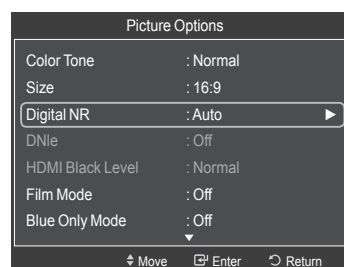 Picture Options
Color Tone : Normal
Size : 16:9
Digital NR : Auto
DNIe : Off
HDMI Black Level : Normal
Film Mode : Off
Blue Only Mode : Off
Move Enter Return